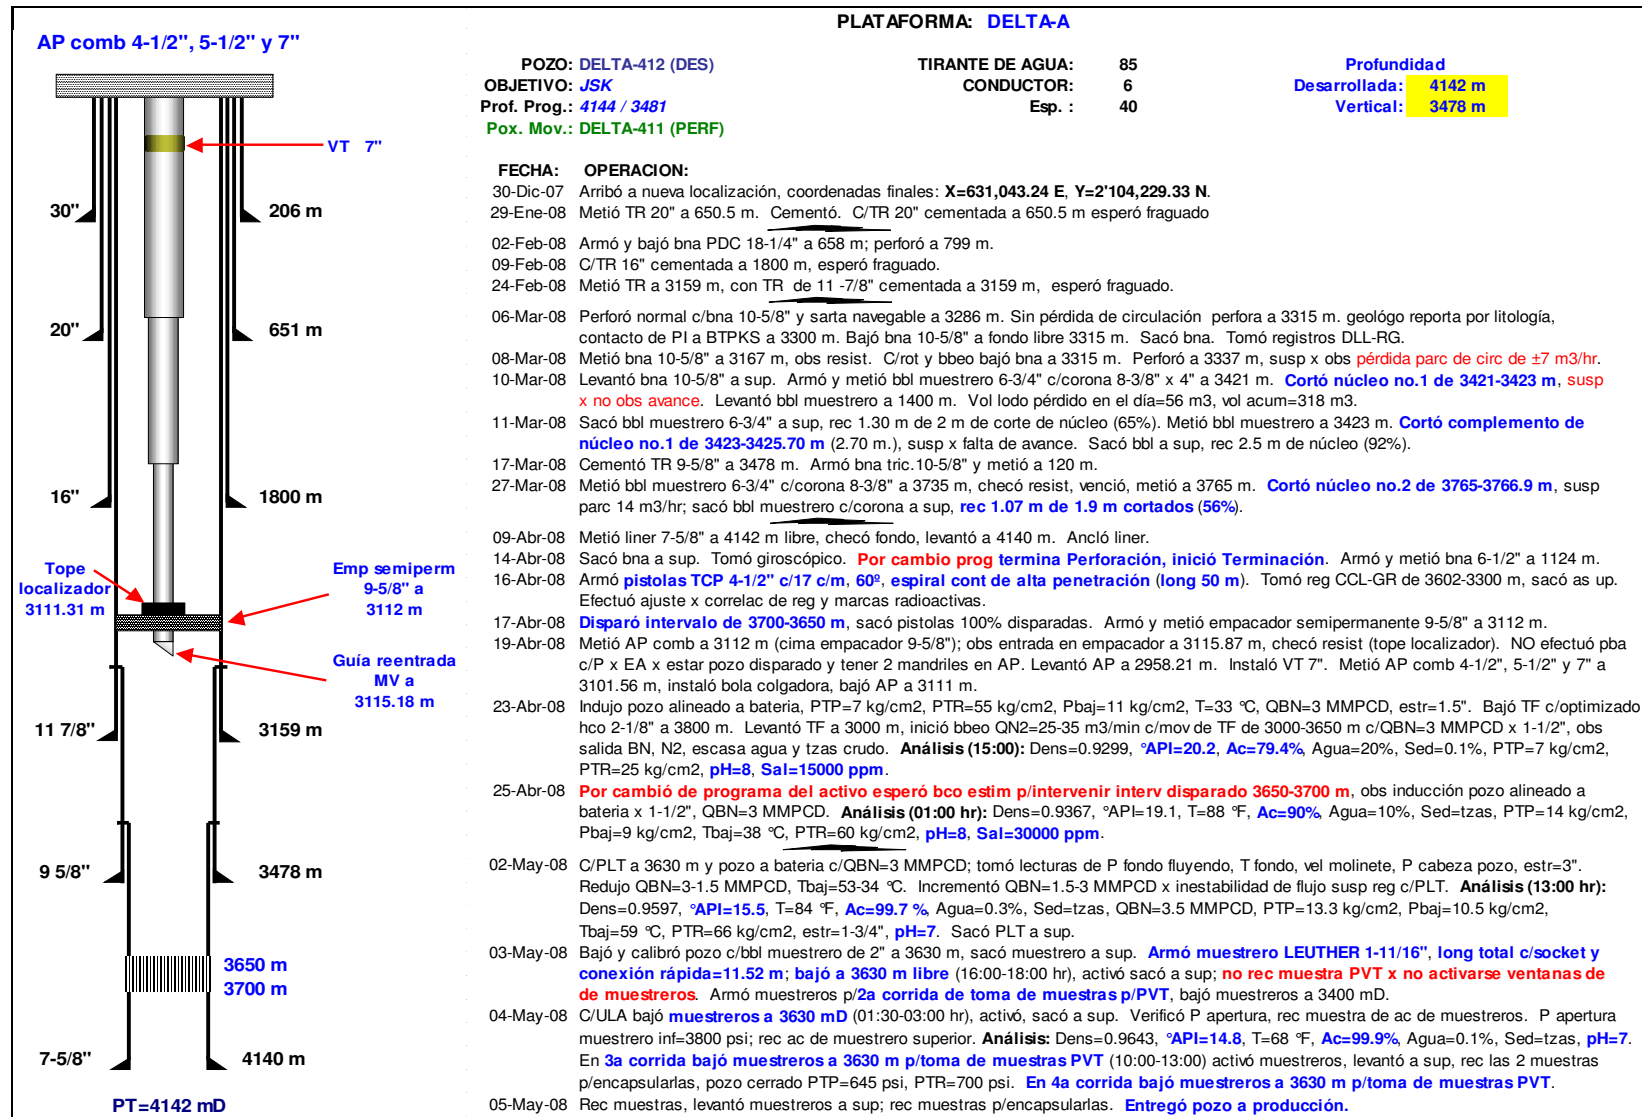 PLATAFORMA: DELTA-A
AP comb 4-1/2", 5-1/2" y 7"
POZO: DELTA-412 (DES)
TIRANTE DE AGUA: 85
Profundidad
OBJETIVO: JSK
CONDUCTOR: 6
Desarrollada: 4142 m
Prof. Prog.: 4144 / 3481
Esp. : 40
Vertical: 3478 m
Pox. Mov.: DELTA-411 (PERF)
VT 7"
30" 206 m
20" 651 m
16" 1800 m
Tope
localizador
3111.31 m
Emp semiperm
9-5/8" a
3112 m
Guía reentrada
MV a
3115.18 m
11 7/8" 3159 m
9 5/8" 3478 m
3650 m
3700 m
7-5/8" 4140 m
PT=4142 mD
FECHA: OPERACION:
30-Dic-07 Arribó a nueva localización, coordenadas finales: X=631,043.24 E, Y=2'104,229.33 N.
29-Ene-08 Metió TR 20" a 650.5 m. Cementó. C/TR 20" cementada a 650.5 m esperó fraguado
02-Feb-08 Armó y bajó bna PDC 18-1/4" a 658 m; perforó a 799 m.
09-Feb-08 C/TR 16" cementada a 1800 m, esperó fraguado.
24-Feb-08 Metió TR a 3159 m, con TR de 11 -7/8" cementada a 3159 m, esperó fraguado.
06-Mar-08 Perforó normal c/bna 10-5/8" y sarta navegable a 3286 m. Sin pérdida de circulación perfora a 3315 m. geológo reporta por litología,
contacto de PI a BTPKS a 3300 m. Bajó bna 10-5/8" a fondo libre 3315 m. Sacó bna. Tomó registros DLL-RG.
08-Mar-08 Metió bna 10-5/8" a 3167 m, obs resist. C/rot y bbeo bajó bna a 3315 m. Perforó a 3337 m, susp x obs pérdida parc de circ de ±7 m3/hr.
10-Mar-08 Levantó bna 10-5/8" a sup. Armó y metió bbl muestrero 6-3/4" c/corona 8-3/8" x 4" a 3421 m. Cortó núcleo no.1 de 3421-3423 m, susp
x no obs avance. Levantó bbl muestrero a 1400 m. Vol lodo pérdido en el día=56 m3, vol acum=318 m3.
11-Mar-08 Sacó bbl muestrero 6-3/4" a sup, rec 1.30 m de 2 m de corte de núcleo (65%). Metió bbl muestrero a 3423 m. Cortó complemento de
núcleo no.1 de 3423-3425.70 m (2.70 m.), susp x falta de avance. Sacó bbl a sup, rec 2.5 m de núcleo (92%).
17-Mar-08 Cementó TR 9-5/8" a 3478 m. Armó bna tric.10-5/8" y metió a 120 m.
27-Mar-08 Metió bbl muestrero 6-3/4" c/corona 8-3/8" a 3735 m, checó resist, venció, metió a 3765 m. Cortó núcleo no.2 de 3765-3766.9 m, susp
parc 14 m3/hr; sacó bbl muestrero c/corona a sup, rec 1.07 m de 1.9 m cortados (56%).
09-Abr-08 Metió liner 7-5/8" a 4142 m libre, checó fondo, levantó a 4140 m. Ancló liner.
14-Abr-08 Sacó bna a sup. Tomó giroscópico. Por cambio prog termina Perforación, inició Terminación. Armó y metió bna 6-1/2" a 1124 m.
16-Abr-08 Armó pistolas TCP 4-1/2" c/17 c/m, 60º, espiral cont de alta penetración (long 50 m). Tomó reg CCL-GR de 3602-3300 m, sacó as up.
Efectuó ajuste x correlac de reg y marcas radioactivas.
17-Abr-08 Disparó intervalo de 3700-3650 m, sacó pistolas 100% disparadas. Armó y metió empacador semipermanente 9-5/8" a 3112 m.
19-Abr-08 Metió AP comb a 3112 m (cima empacador 9-5/8"); obs entrada en empacador a 3115.87 m, checó resist (tope localizador). NO efectuó pba
c/P x EA x estar pozo disparado y tener 2 mandriles en AP. Levantó AP a 2958.21 m. Instaló VT 7". Metió AP comb 4-1/2", 5-1/2" y 7" a
3101.56 m, instaló bola colgadora, bajó AP a 3111 m.
23-Abr-08 Indujo pozo alineado a bateria, PTP=7 kg/cm2, PTR=55 kg/cm2, Pbaj=11 kg/cm2, T=33 ºC, QBN=3 MMPCD, estr=1.5". Bajó TF c/optimizado
hco 2-1/8" a 3800 m. Levantó TF a 3000 m, inició bbeo QN2=25-35 m3/min c/mov de TF de 3000-3650 m c/QBN=3 MMPCD x 1-1/2", obs
salida BN, N2, escasa agua y tzas crudo. Análisis (15:00): Dens=0.9299, °API=20.2, Ac=79.4%, Agua=20%, Sed=0.1%, PTP=7 kg/cm2,
PTR=25 kg/cm2, pH=8, Sal=15000 ppm.
25-Abr-08 Por cambió de programa del activo esperó bco estim p/intervenir interv disparado 3650-3700 m, obs inducción pozo alineado a
bateria x 1-1/2", QBN=3 MMPCD. Análisis (01:00 hr): Dens=0.9367, °API=19.1, T=88 ºF, Ac=90%, Agua=10%, Sed=tzas, PTP=14 kg/cm2,
Pbaj=9 kg/cm2, Tbaj=38 ºC, PTR=60 kg/cm2, pH=8, Sal=30000 ppm.
02-May-08 C/PLT a 3630 m y pozo a bateria c/QBN=3 MMPCD; tomó lecturas de P fondo fluyendo, T fondo, vel molinete, P cabeza pozo, estr=3".
Redujo QBN=3-1.5 MMPCD, Tbaj=53-34 ºC. Incrementó QBN=1.5-3 MMPCD x inestabilidad de flujo susp reg c/PLT. Análisis (13:00 hr):
Dens=0.9597, °API=15.5, T=84 ºF, Ac=99.7 %, Agua=0.3%, Sed=tzas, QBN=3.5 MMPCD, PTP=13.3 kg/cm2, Pbaj=10.5 kg/cm2,
Tbaj=59 ºC, PTR=66 kg/cm2, estr=1-3/4", pH=7. Sacó PLT a sup.
03-May-08 Bajó y calibró pozo c/bbl muestrero de 2" a 3630 m, sacó muestrero a sup. Armó muestrero LEUTHER 1-11/16", long total c/socket y
conexión rápida=11.52 m; bajó a 3630 m libre (16:00-18:00 hr), activó sacó a sup; no rec muestra PVT x no activarse ventanas de
de muestreros. Armó muestreros p/2a corrida de toma de muestras p/PVT, bajó muestreros a 3400 mD.
04-May-08 C/ULA bajó muestreros a 3630 mD (01:30-03:00 hr), activó, sacó a sup. Verificó P apertura, rec muestra de ac de muestreros. P apertura
muestrero inf=3800 psi; rec ac de muestrero superior. Análisis: Dens=0.9643, °API=14.8, T=68 ºF, Ac=99.9%, Agua=0.1%, Sed=tzas, pH=7.
En 3a corrida bajó muestreros a 3630 m p/toma de muestras PVT (10:00-13:00) activó muestreros, levantó a sup, rec las 2 muestras
p/encapsularlas, pozo cerrado PTP=645 psi, PTR=700 psi. En 4a corrida bajó muestreros a 3630 m p/toma de muestras PVT.
05-May-08 Rec muestras, levantó muestreros a sup; rec muestras p/encapsularlas. Entregó pozo a producción.